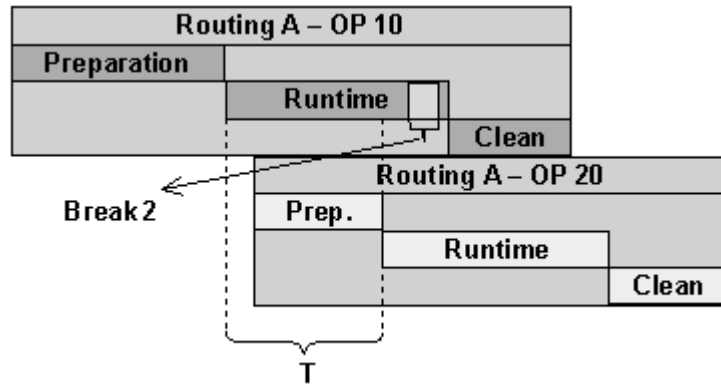 Routing A – OP 10
Preparation
Runtime
Clean
Routing A – OP 20
Break 2
Prep.
Runtime
Clean
T